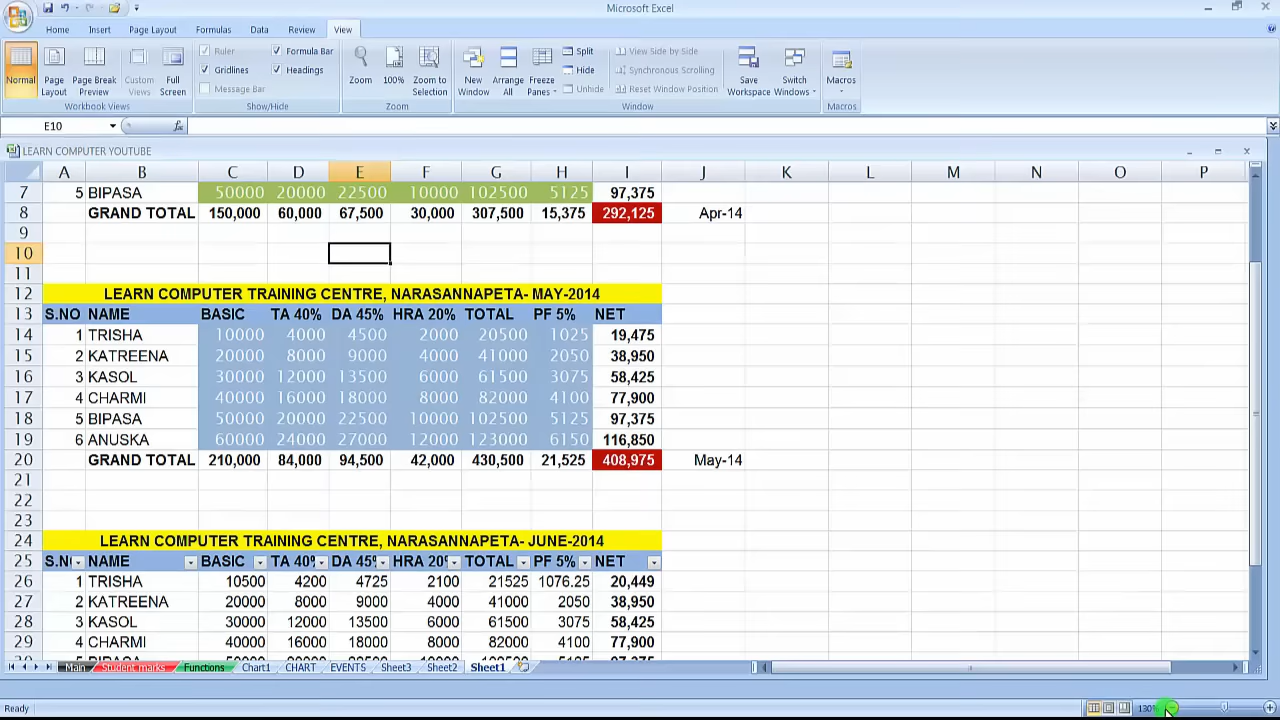 Microsoft Excel
Home Insert Page Layout Formulas Data Review View
Normal Page Layout Page Break Preview Custom Views Full Screen
Ruler Formula Bar
Gridlines Headings
Message Bar
Zoom 100% Zoom to Selection
New Window Arrange All Freeze Panes
Split
Hide
Unhide
View Side by Side
Synchronous Scrolling
Reset Window Position
Save Workspace Switch Windows Macros
Workbook Views Show/Hide Zoom Window Macros
E10 fx
LEARN COMPUTER YOUTUBE
A B C D E F G H I J K L M N O P
7 5 BIPASA 50000 20000 22500 10000 102500 5125 97,375
8 GRAND TOTAL 150,000 60,000 67,500 30,000 307,500 15,375 292,125 Apr-14
9
10
11
12 LEARN COMPUTER TRAINING CENTRE, NARASANNAPETA- MAY-2014
13 S.NO NAME BASIC TA 40% DA 45% HRA 20% TOTAL PF 5% NET
14 1 TRISHA 10000 4000 4500 2000 20500 1025 19,475
15 2 KATREENA 20000 8000 9000 4000 41000 2050 38,950
16 3 KASOL 30000 12000 13500 6000 61500 3075 58,425
17 4 CHARMI 40000 16000 18000 8000 82000 4100 77,900
18 5 BIPASA 50000 20000 22500 10000 102500 5125 97,375
19 6 ANUSKA 60000 24000 27000 12000 123000 6150 116,850
20 GRAND TOTAL 210,000 84,000 94,500 42,000 430,500 21,525 408,975 May-14
21
22
23
24 LEARN COMPUTER TRAINING CENTRE, NARASANNAPETA- JUNE-2014
25 S.N NAME BASIC TA 40% DA 45% HRA 20% TOTAL PF 5% NET
26 1 TRISHA 10500 4200 4725 2100 21525 1076.25 20,449
27 2 KATREENA 20000 8000 9000 4000 41000 2050 38,950
28 3 KASOL 30000 12000 13500 6000 61500 3075 58,425
29 4 CHARMI 40000 16000 18000 8000 82000 4100 77,900
Main Student marks Functions Chart1 CHART EVENTS Sheet3 Sheet2 Sheet1
Ready 130%